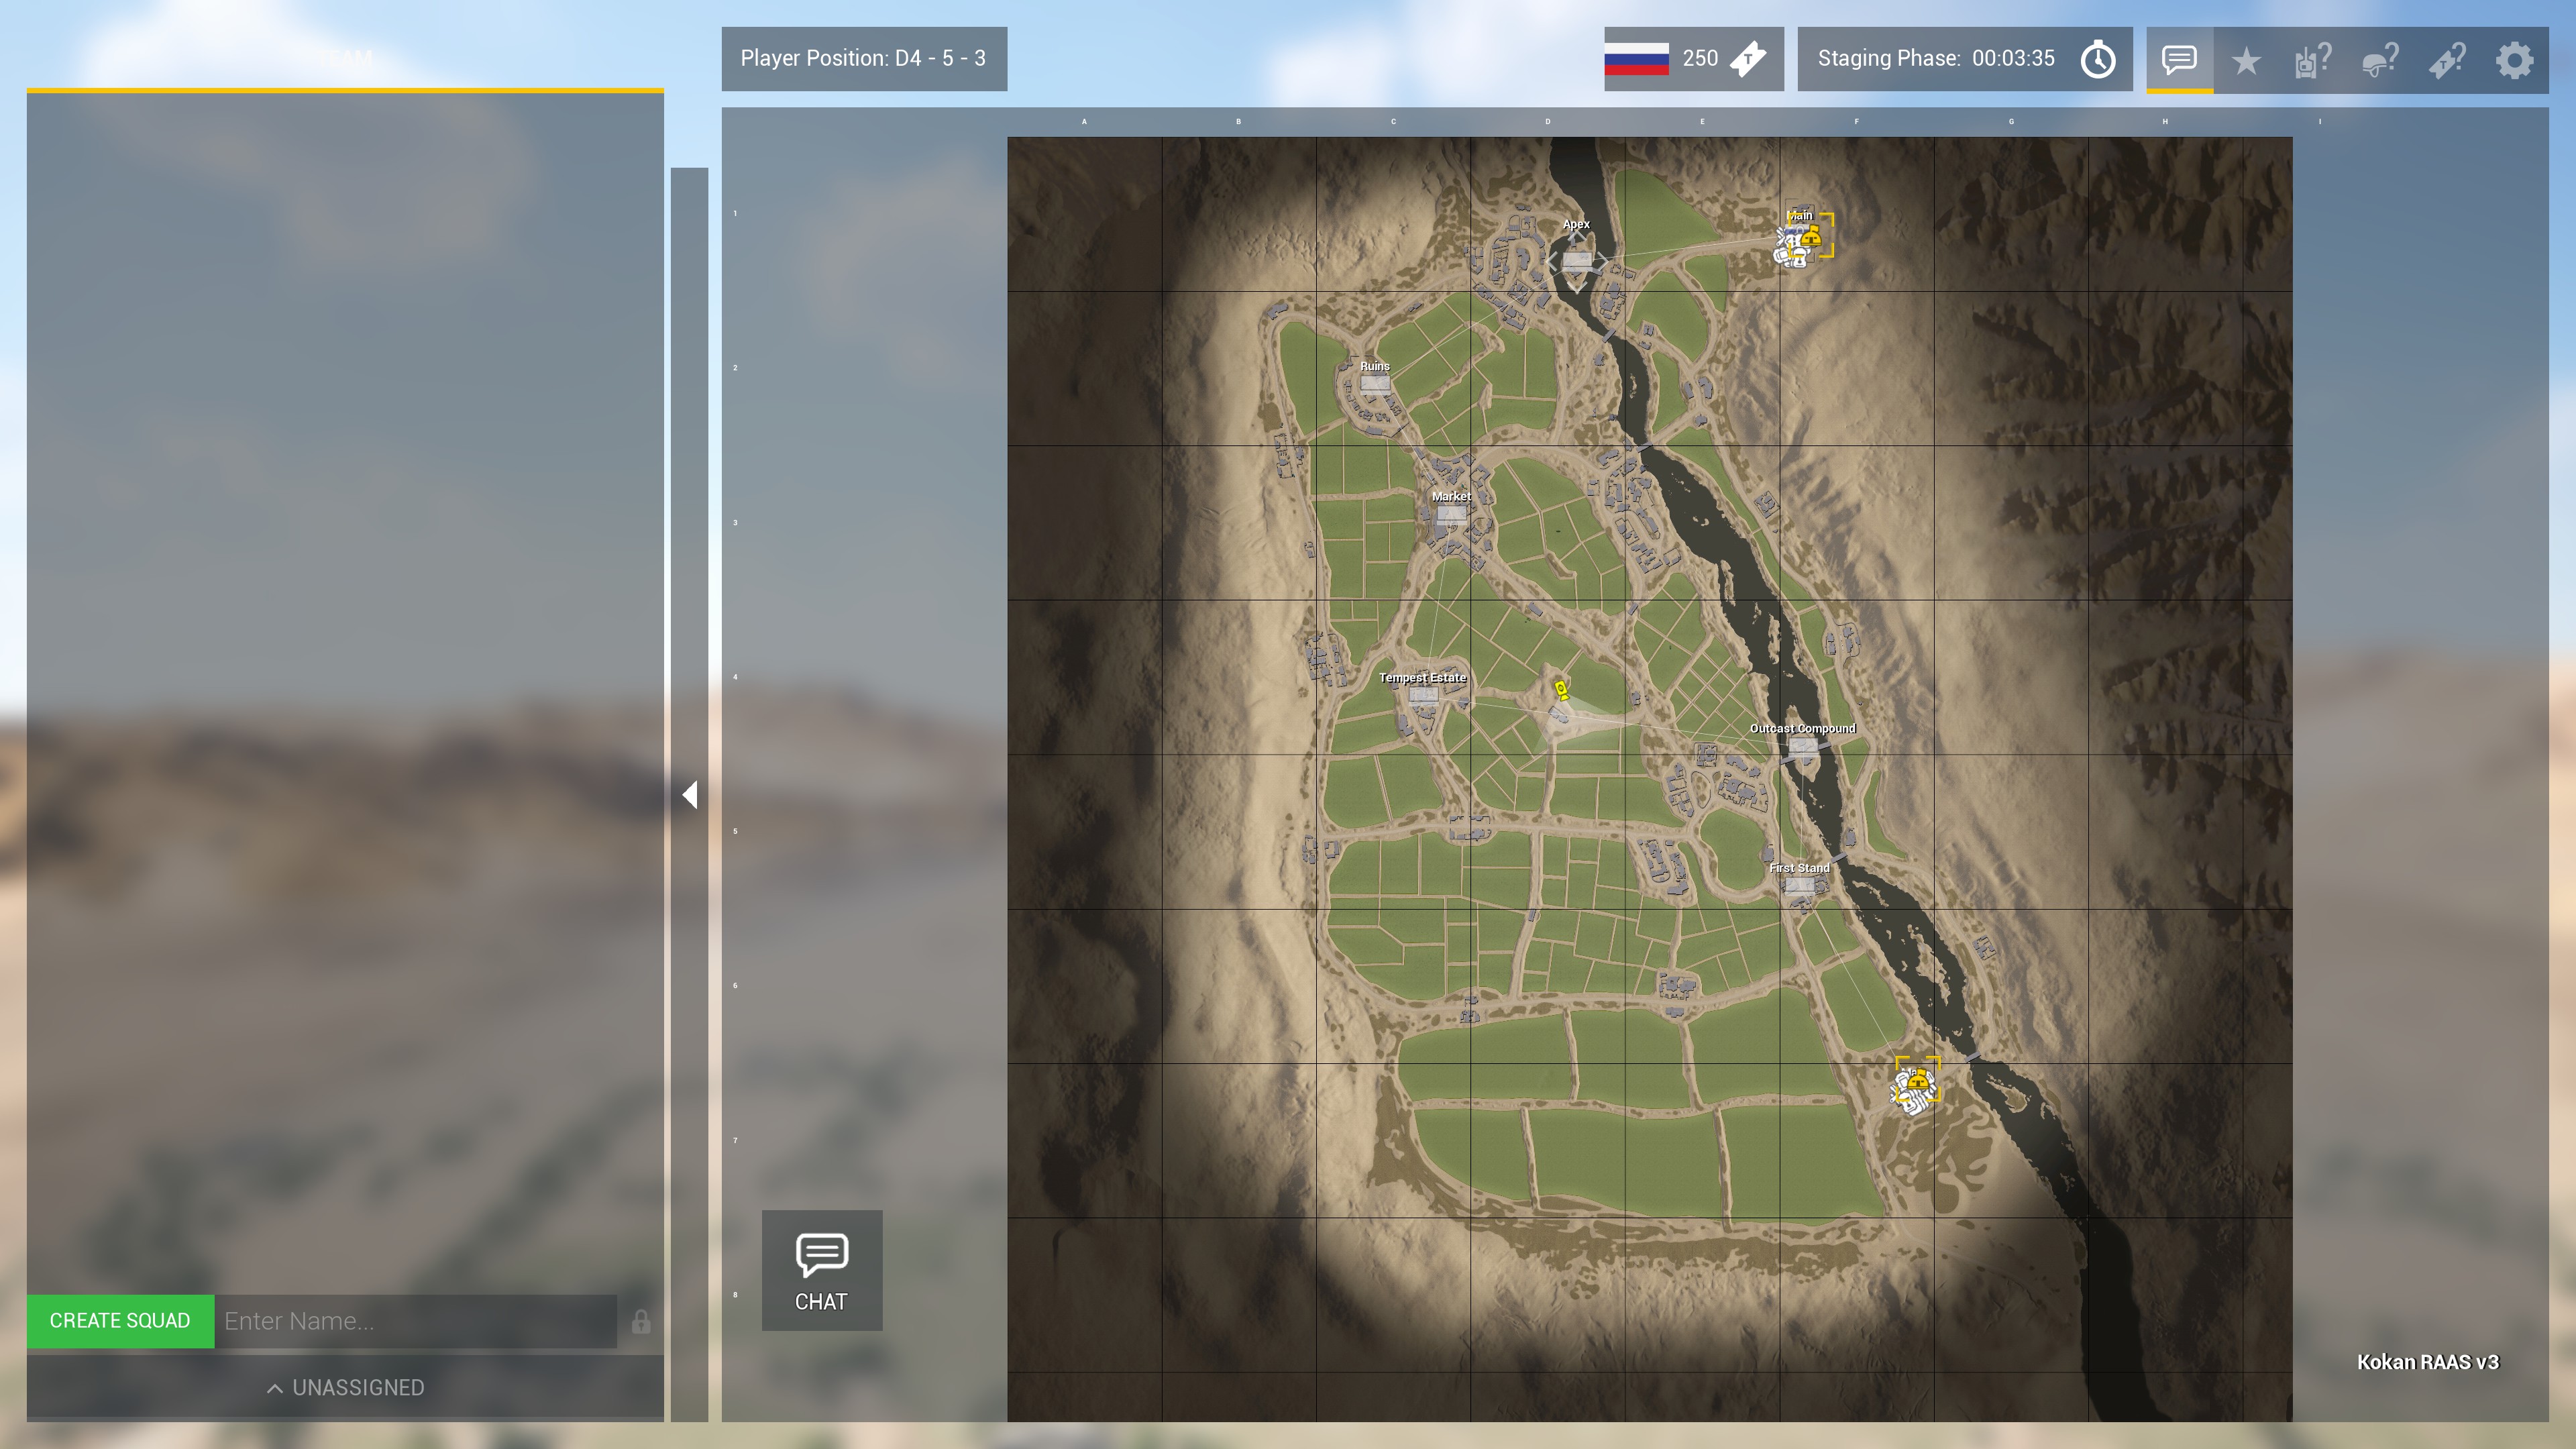 TEAM
Player Position: D4 - 5 - 3
250
Staging Phase: 00:03:35
A B C D E F G H I
1
Main
Apex
2
Ruins
3
Market
4
Tempest Estate
Outcast Compound
5
First Stand
6
7
8
CHAT
CREATE SQUAD
Enter Name...
UNASSIGNED
Kokan RAAS v3